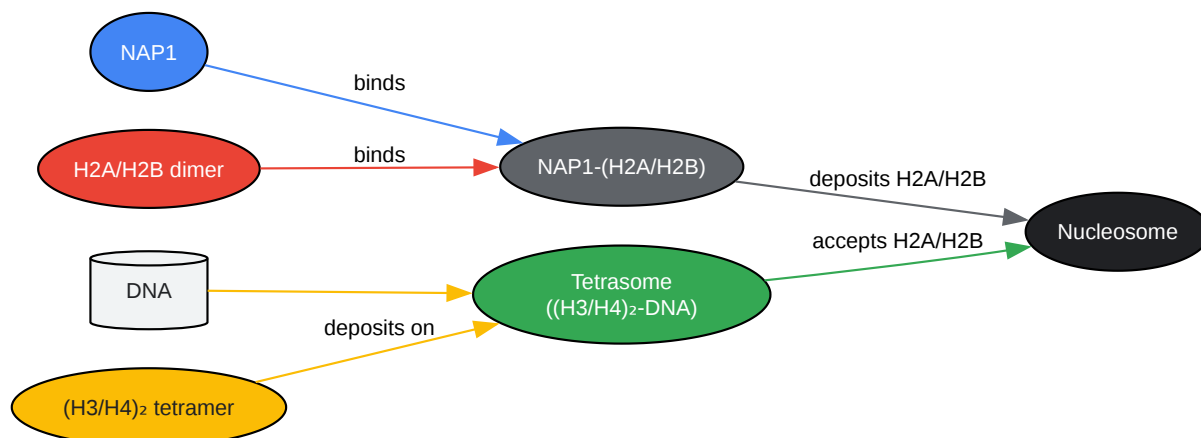 NAP1
binds
H2A/H2B dimer
binds
NAP1-(H2A/H2B)
deposits H2A/H2B
Nucleosome
accepts H2A/H2B
DNA
Tetrasome
((H3/H4)₂-DNA)
deposits on
(H3/H4)₂ tetramer